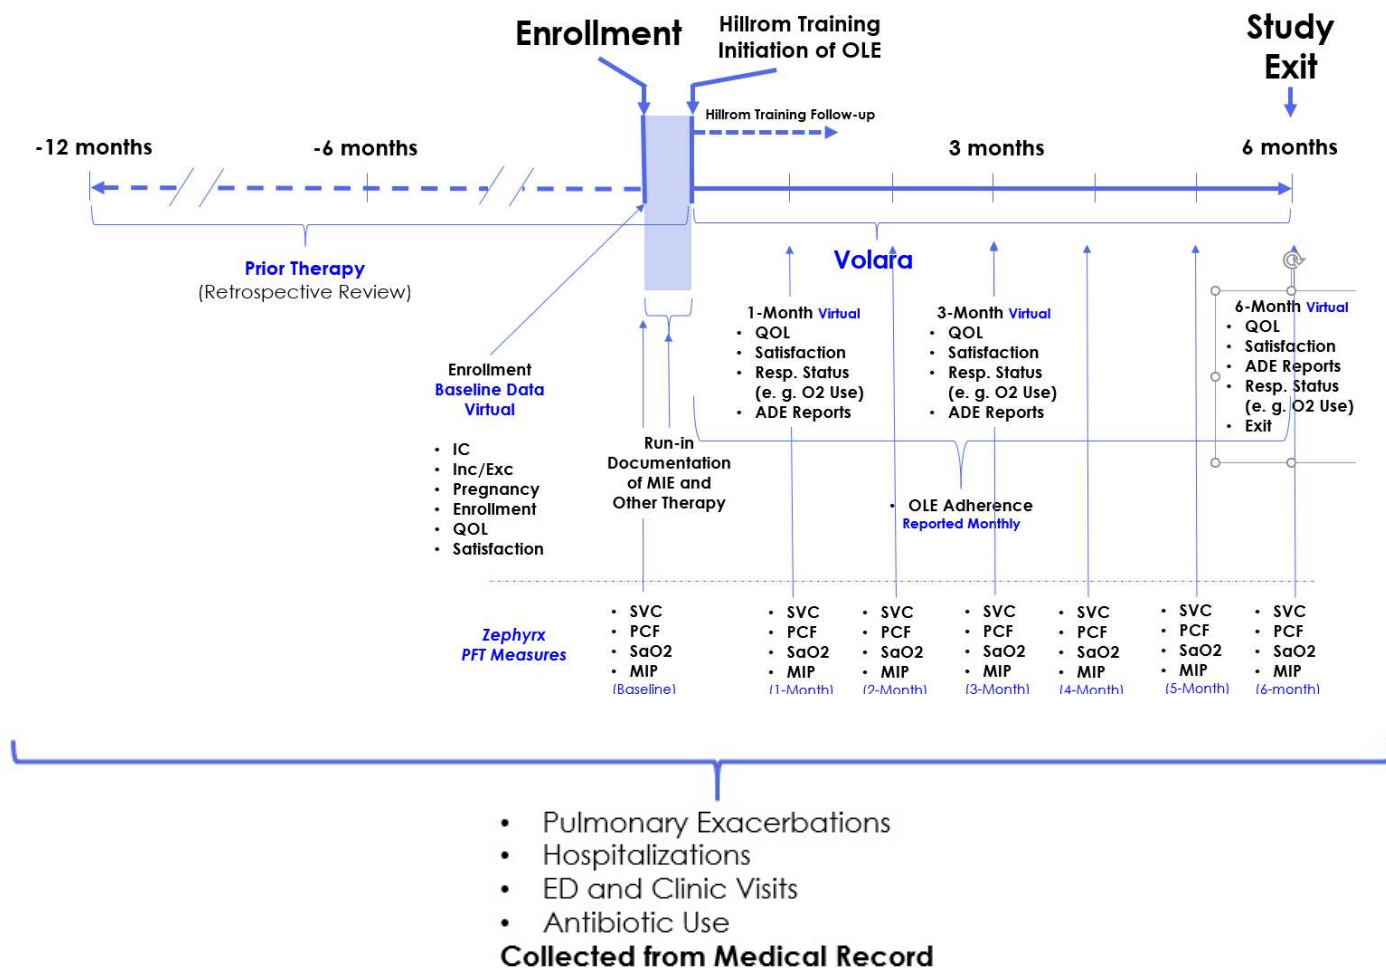 Enrollment
Hillrom Training
Initiation of OLE
Study
Exit
Hillrom Training Follow-up
-12 months
-6 months
3 months
6 months
Prior Therapy
(Retrospective Review)
Volara
Enrollment
Baseline Data
Virtual
• IC
• Inc/Exc
• Pregnancy
• Enrollment
• QOL
• Satisfaction
Run-in
Documentation
of MIE and
Other Therapy
1-Month Virtual
• QOL
• Satisfaction
• Resp. Status
(e. g. O2 Use)
• ADE Reports
3-Month Virtual
• QOL
• Satisfaction
• Resp. Status
(e. g. O2 Use)
• ADE Reports
6-Month Virtual
• QOL
• Satisfaction
• ADE Reports
• Resp. Status
(e. g. O2 Use)
• Exit
• OLE Adherence
Reported Monthly
Zephyrx
PFT Measures
• SVC
• PCF
• SaO2
• MIP
(Baseline)
• SVC
• PCF
• SaO2
• MIP
(1-Month)
• SVC
• PCF
• SaO2
• MIP
(2-Month)
• SVC
• PCF
• SaO2
• MIP
(3-Month)
• SVC
• PCF
• SaO2
• MIP
(4-Month)
• SVC
• PCF
• SaO2
• MIP
(5-Month)
• SVC
• PCF
• SaO2
• MIP
(6-month)
• Pulmonary Exacerbations
• Hospitalizations
• ED and Clinic Visits
• Antibiotic Use
Collected from Medical Record